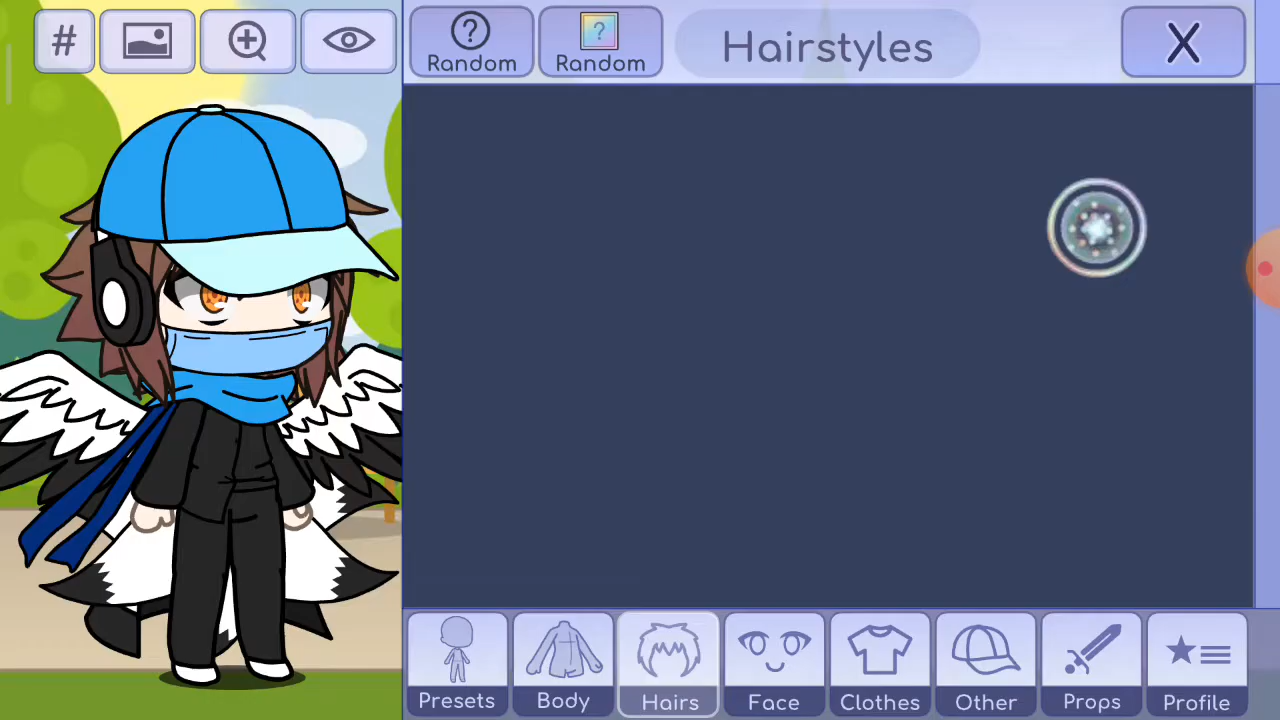 #
?
Random
?
Random
Hairstyles
X
Presets
Body
Hairs
Face
Clothes
Other
Props
Profile